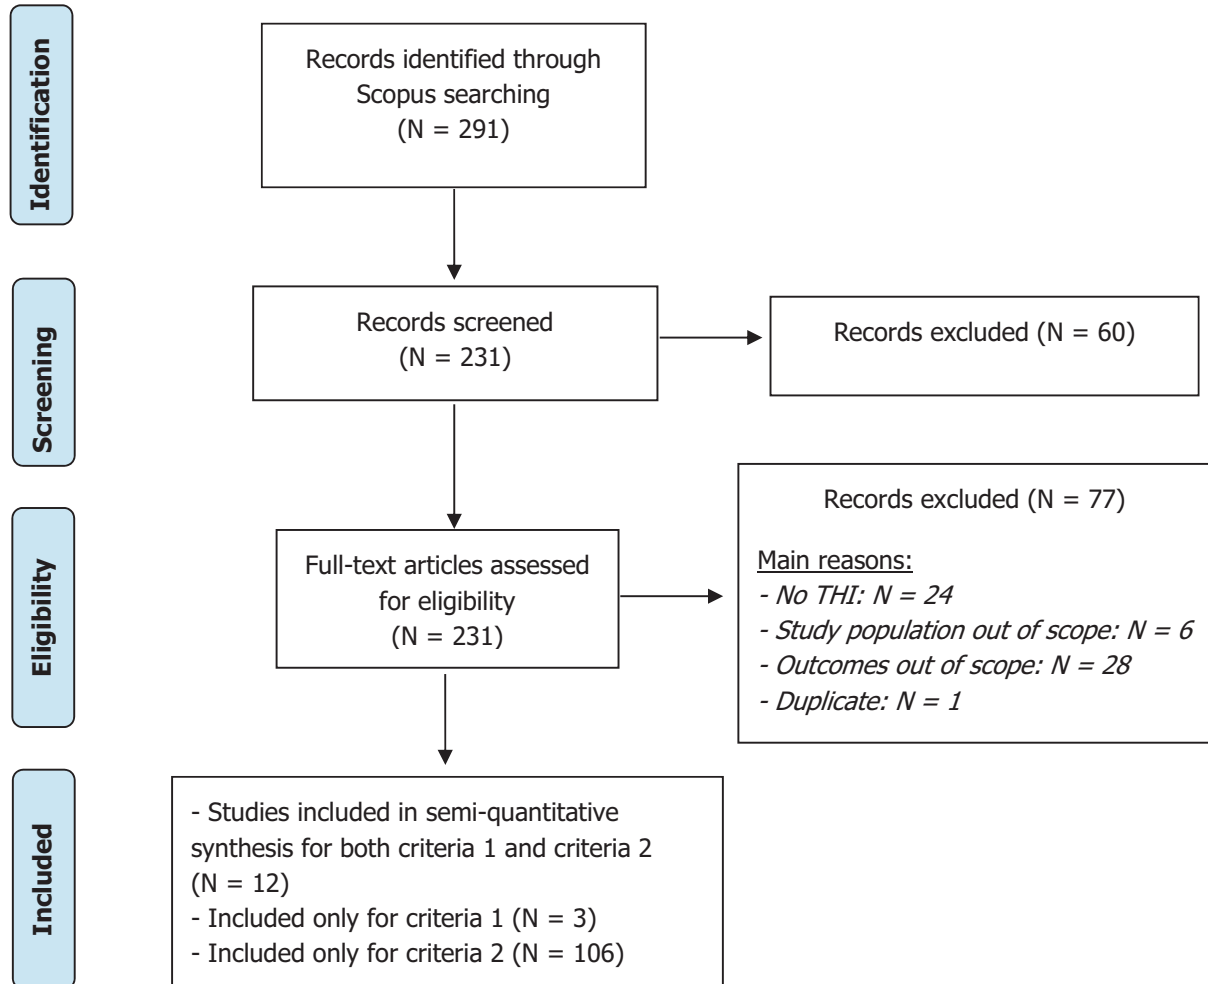 Identification
Records identified through
Scopus searching
(N = 291)
Screening
Records screened
(N = 231)
Records excluded (N = 60)
Eligibility
Full-text articles assessed
for eligibility
(N = 231)
Records excluded (N = 77)
Main reasons:
- No THI: N = 24
- Study population out of scope: N = 6
- Outcomes out of scope: N = 28
- Duplicate: N = 1
Included
- Studies included in semi-quantitative
synthesis for both criteria 1 and criteria 2
(N = 12)
- Included only for criteria 1 (N = 3)
- Included only for criteria 2 (N = 106)